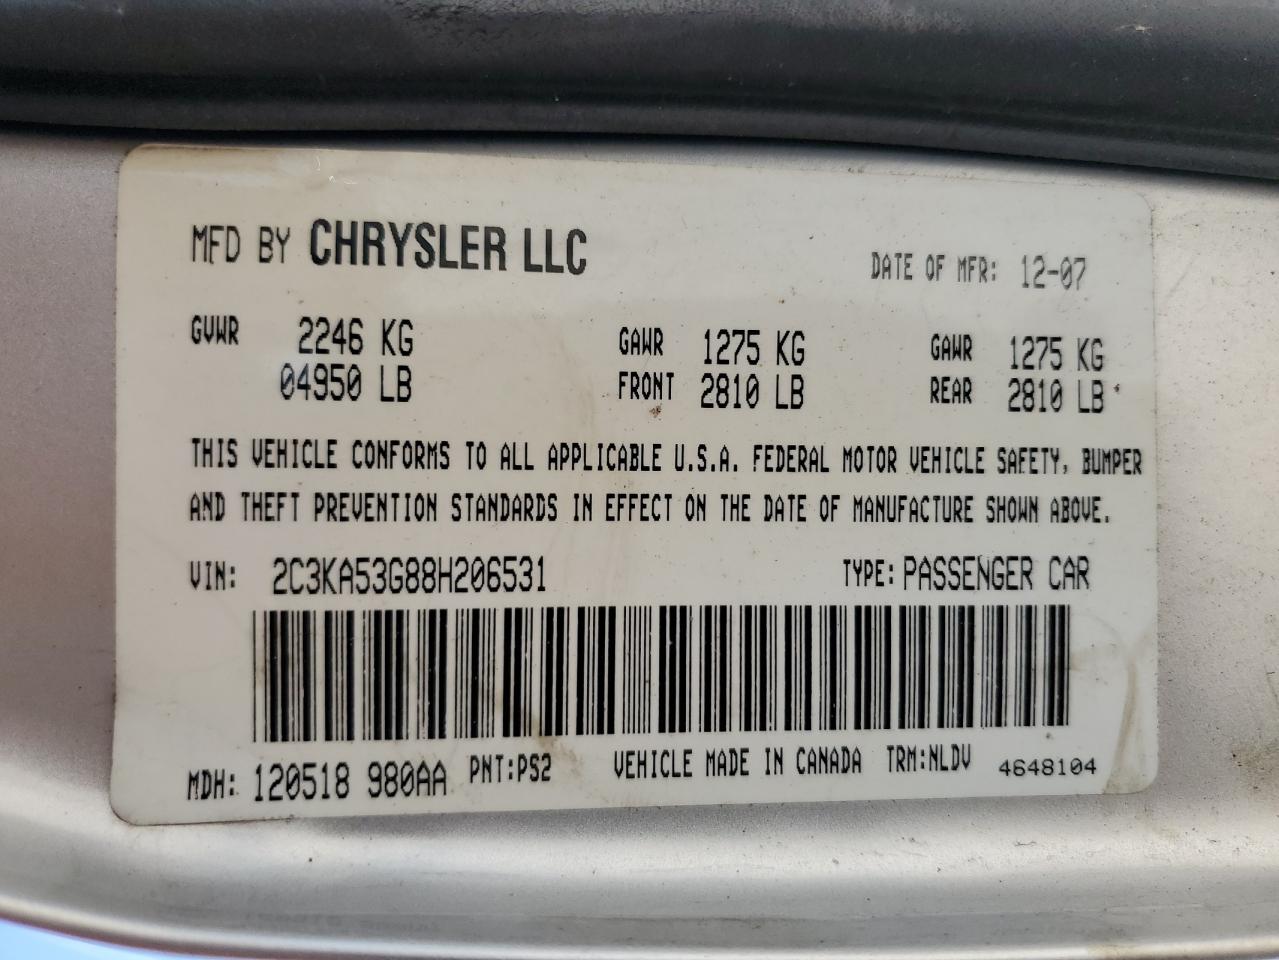 MFD BY CHRYSLER LLC DATE OF MFR: 12-07
GVWR 2246 KG GAWR 1275 KG GAWR 1275 KG
04950 LB FRONT 2810 LB REAR 2810 LB
THIS VEHICLE CONFORMS TO ALL APPLICABLE U.S.A. FEDERAL MOTOR VEHICLE SAFETY, BUMPER
AND THEFT PREVENTION STANDARDS IN EFFECT ON THE DATE OF MANUFACTURE SHOWN ABOVE.
VIN: 2C3KA53G88H206531 TYPE: PASSENGER CAR
MDH: 120518 980AA PNT:PS2 VEHICLE MADE IN CANADA TRM:NLDV 4648104